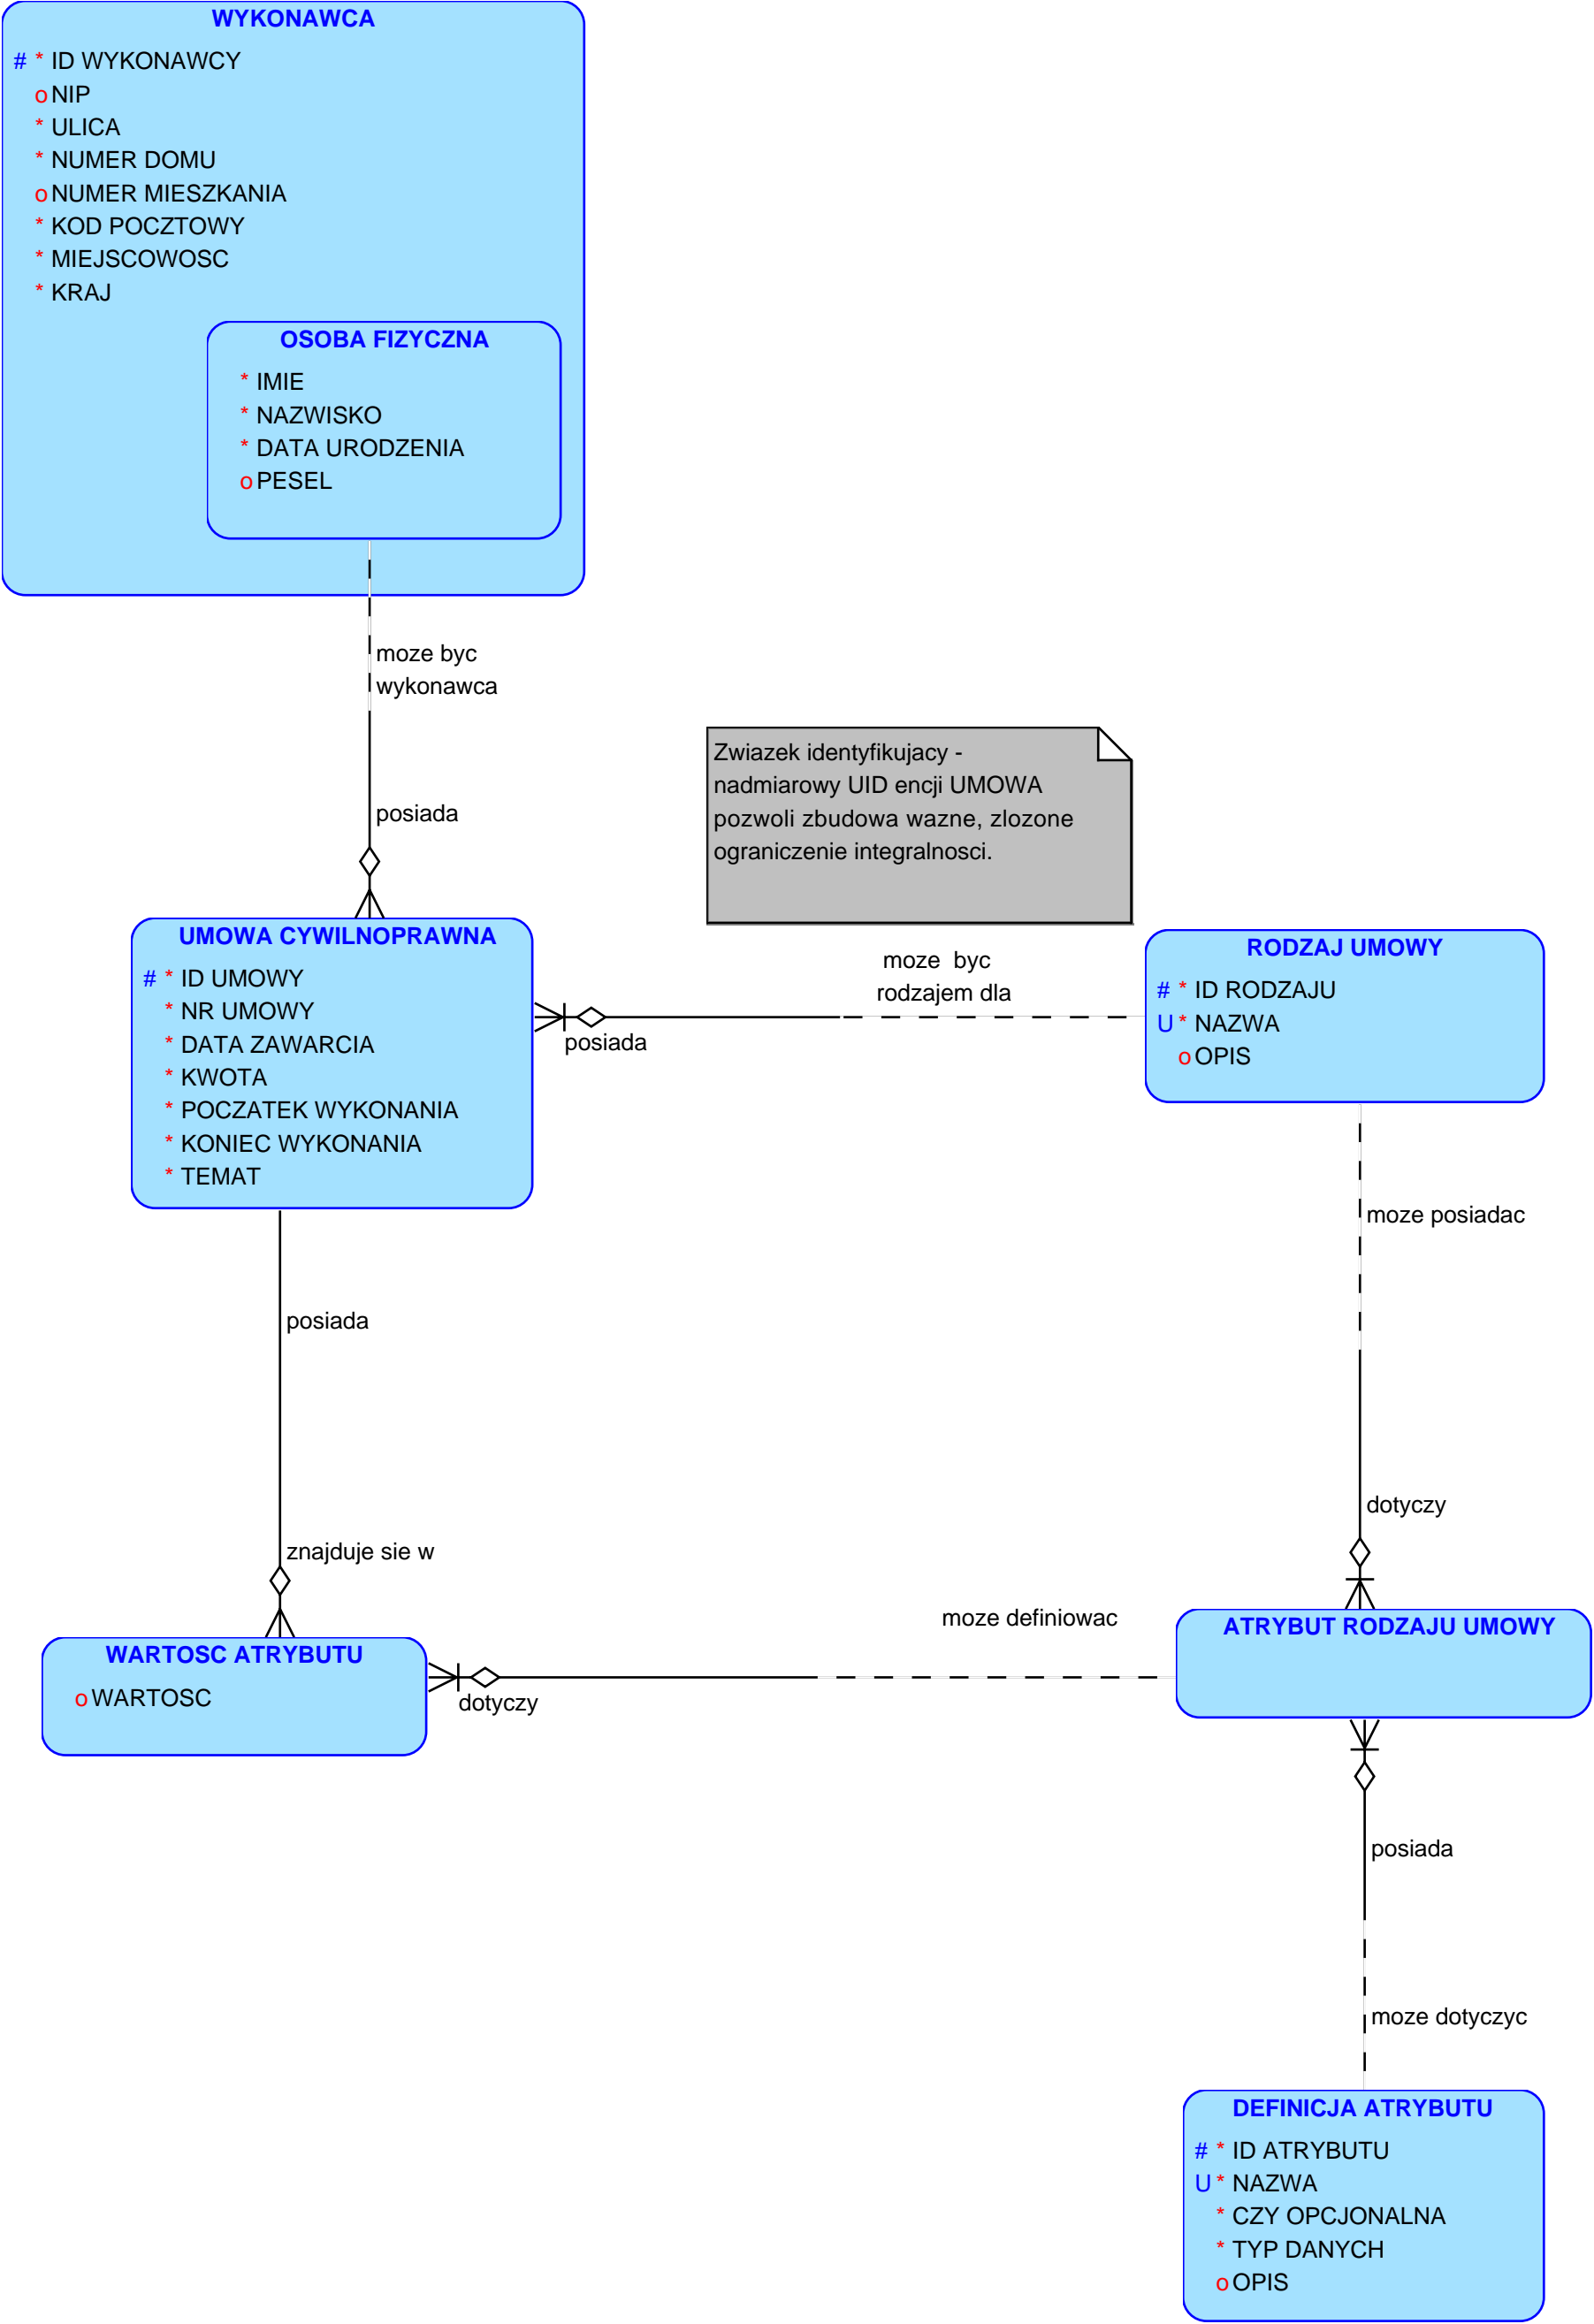 WYKONAWCA
# * ID WYKONAWCY
o NIP
* ULICA
* NUMER DOMU
o NUMER MIESZKANIA
* KOD POCZTOWY
* MIEJSCOWOSC
* KRAJ
OSOBA FIZYCZNA
* IMIE
* NAZWISKO
* DATA URODZENIA
o PESEL
moze byc
wykonawca
posiada
Zwiazek identyfikujacy -
nadmiarowy UID encji UMOWA
pozwoli zbudowa wazne, zlozone
ograniczenie integralnosci.
UMOWA CYWILNOPRAWNA
# * ID UMOWY
* NR UMOWY
* DATA ZAWARCIA
* KWOTA
* POCZATEK WYKONANIA
* KONIEC WYKONANIA
* TEMAT
moze byc
rodzajem dla
posiada
RODZAJ UMOWY
# * ID RODZAJU
U * NAZWA
o OPIS
moze posiadac
dotyczy
posiada
znajduje sie w
WARTOSC ATRYBUTU
o WARTOSC
moze definiowac
dotyczy
ATRYBUT RODZAJU UMOWY
posiada
moze dotyczyc
DEFINICJA ATRYBUTU
# * ID ATRYBUTU
U * NAZWA
* CZY OPCJONALNA
* TYP DANYCH
o OPIS